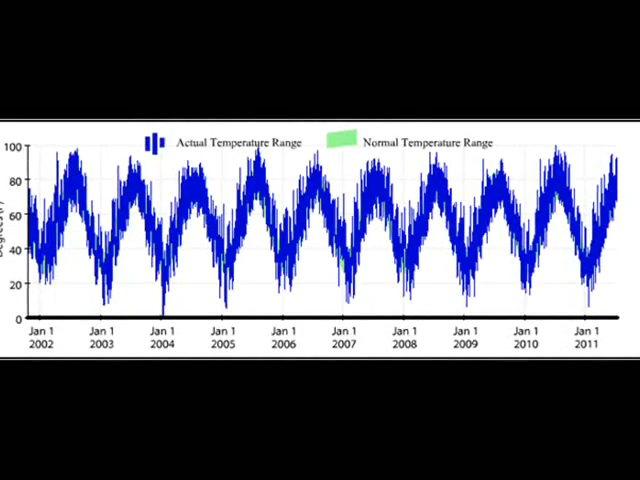 Actual Temperature Range
Normal Temperature Range
100
80
60
40
20
0
Jan 1 Jan 1 Jan 1 Jan 1 Jan 1 Jan 1 Jan 1 Jan 1 Jan 1 Jan 1
2002 2003 2004 2005 2006 2007 2008 2009 2010 2011